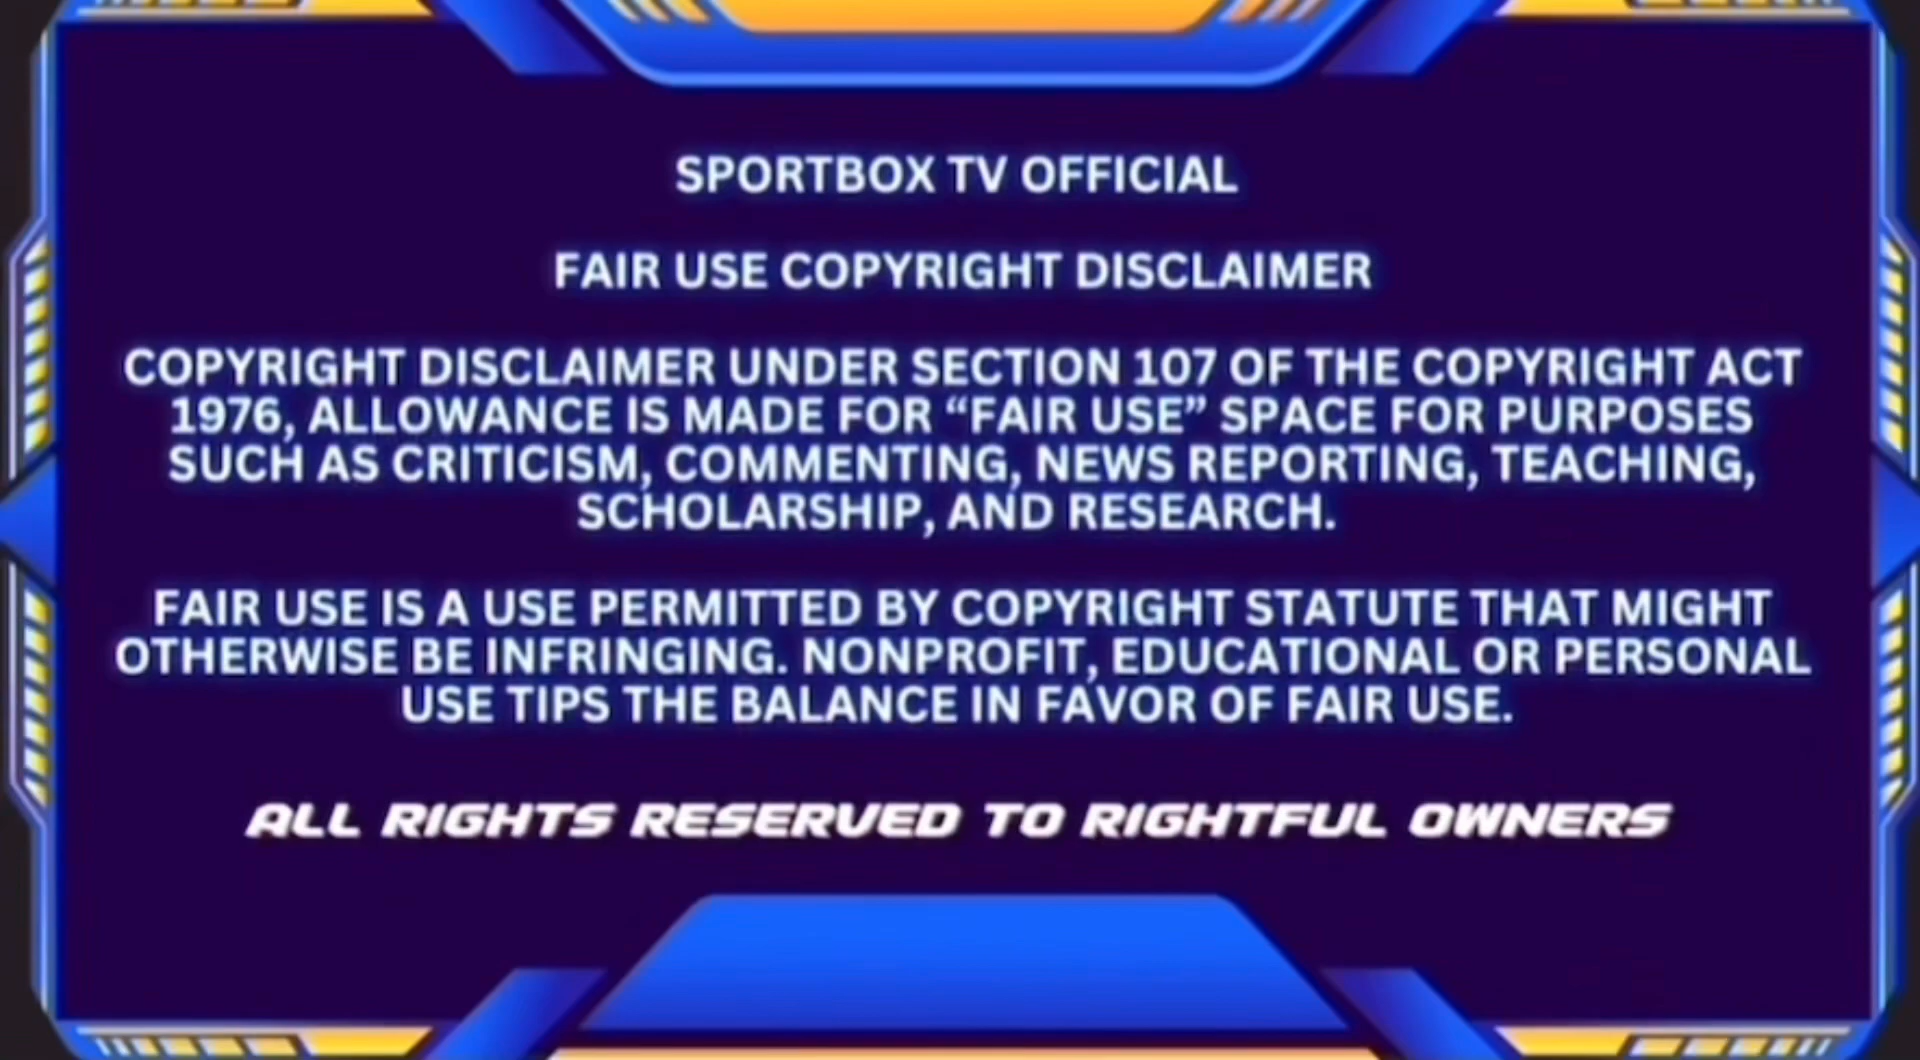 SPORTBOX TV OFFICIAL
FAIR USE COPYRIGHT DISCLAIMER
COPYRIGHT DISCLAIMER UNDER SECTION 107 OF THE COPYRIGHT ACT
1976, ALLOWANCE IS MADE FOR “FAIR USE” SPACE FOR PURPOSES
SUCH AS CRITICISM, COMMENTING, NEWS REPORTING, TEACHING,
SCHOLARSHIP, AND RESEARCH.
FAIR USE IS A USE PERMITTED BY COPYRIGHT STATUTE THAT MIGHT
OTHERWISE BE INFRINGING. NONPROFIT, EDUCATIONAL OR PERSONAL
USE TIPS THE BALANCE IN FAVOR OF FAIR USE.
ALL RIGHTS RESERVED TO RIGHTFUL OWNERS